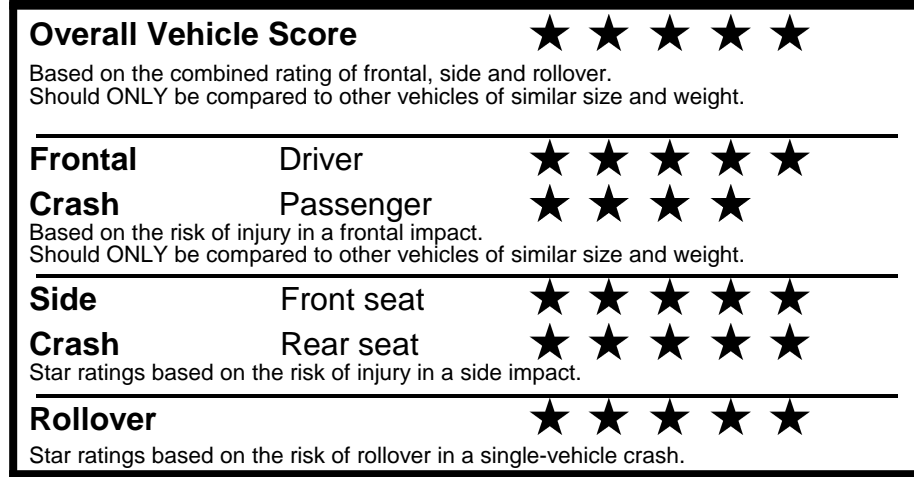 Overall Vehicle Score ★ ★ ★ ★ ★
Based on the combined rating of frontal, side and rollover.
Should ONLY be compared to other vehicles of similar size and weight.
Frontal Driver ★ ★ ★ ★ ★
Crash Passenger ★ ★ ★ ★
Based on the risk of injury in a frontal impact.
Should ONLY be compared to other vehicles of similar size and weight.
Side Front seat ★ ★ ★ ★ ★
Crash Rear seat ★ ★ ★ ★ ★
Star ratings based on the risk of injury in a side impact.
Rollover ★ ★ ★ ★ ★
Star ratings based on the risk of rollover in a single-vehicle crash.